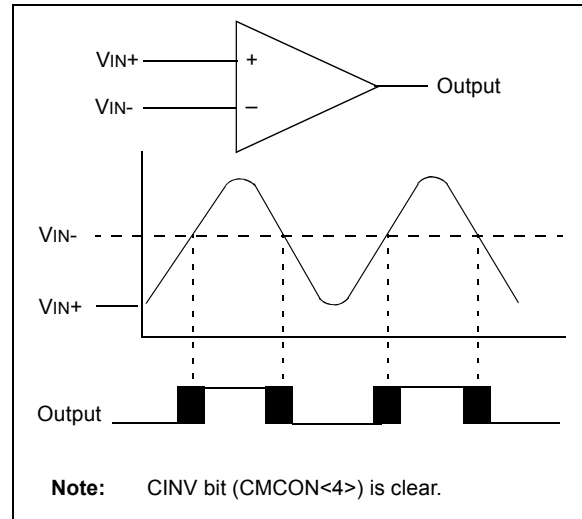 VIN+
+
Output
VIN-
–
VIN-
VIN+
Output
Note: CINV bit (CMCON<4>) is clear.